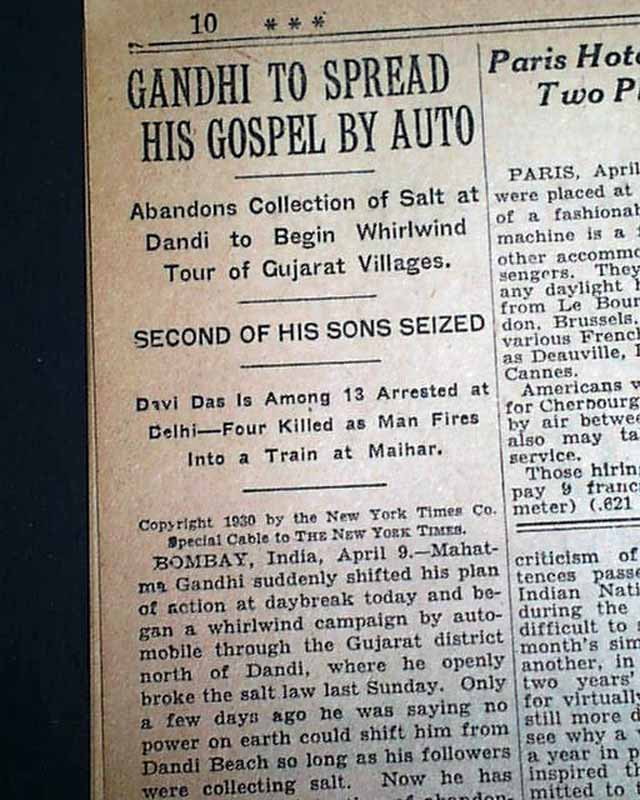 10 ***
GANDHI TO SPREAD
HIS GOSPEL BY AUTO
Abandons Collection of Salt at
Dandi to Begin Whirlwind
Tour of Gujarat Villages.
SECOND OF HIS SONS SEIZED
Davi Das Is Among 13 Arrested at
Delhi—Four Killed as Man Fires
Into a Train at Maihar.
Copyright 1930 by the New York Times Co.
Special Cable to THE NEW YORK TIMES.
BOMBAY, India, April 9.—Mahat-
ma Gandhi suddenly shifted his plan
of action at daybreak today and be-
gan a whirlwind campaign by auto-
mobile through the Gujarat district
north of Dandi, where he openly
broke the salt law last Sunday. Only
a few days ago he was saying no
power on earth could shift him from
Dandi Beach so long as his followers
were collecting salt. Now he has
Paris Hot
Two P
PARIS, April
were placed at
of a fashiona
machine is a
other accommo
sengers. They
any daylight
from Le Bour
don, Brussels,
various French
as Deauville,
Cannes.
Americans
for Cherbourg
by air betwee
also may ta
service.
Those hirin
pay 9 franc
meter) (.621
criticism of
tences passe
Indian Nati
during the
difficult to
month's sim
another, in
two years'
for virtually
still more d
see why a
a year in p
inspired th
mitted to